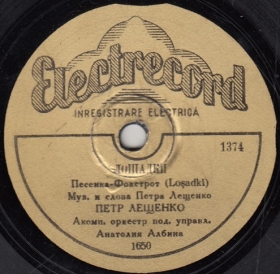 Electrecord
INREGISTRARE ELECTRICA
1374
ЛОШАДКИ
Песенка-Фокстрот (Loşadki)
Муз. и слова Петра Лещенко
ПЕТР ЛЕЩЕНКО
Акомп. оркестр под. управл.
Анатолия Албина
1650